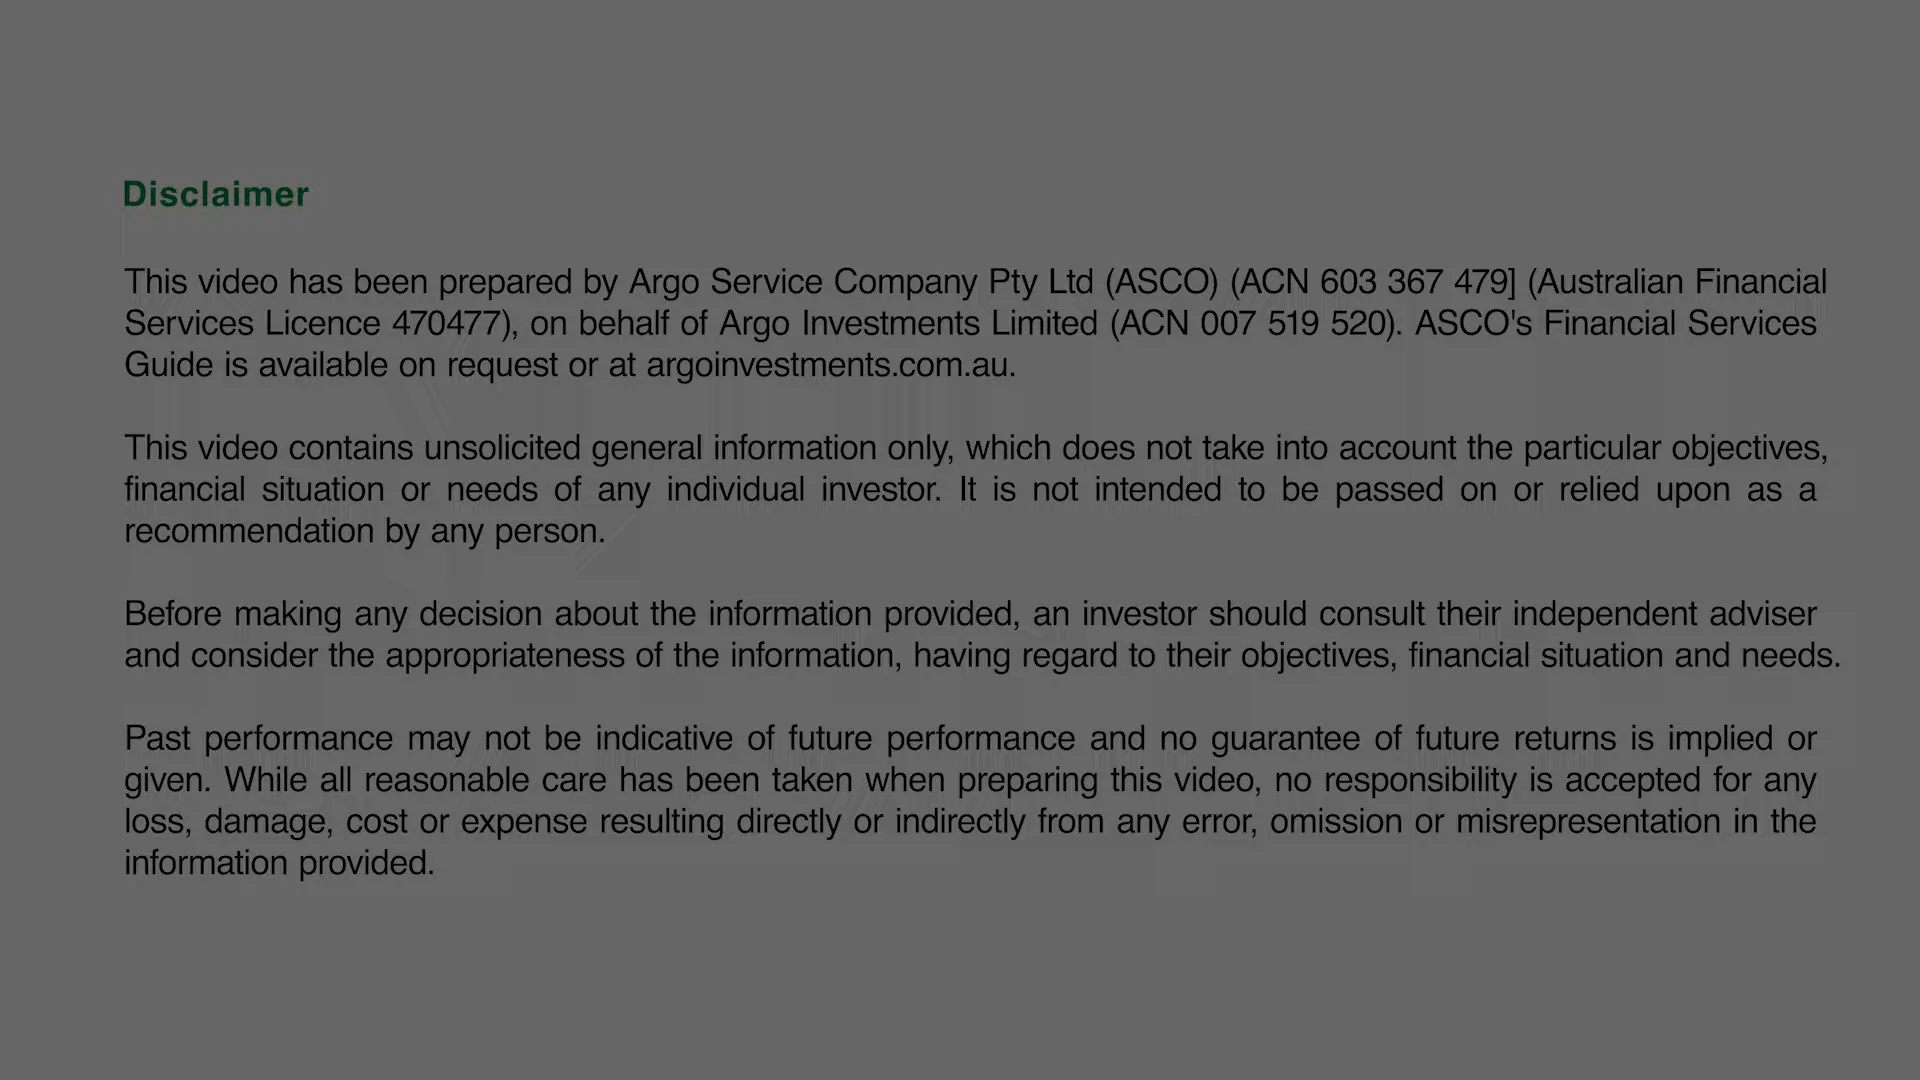 Disclaimer
This video has been prepared by Argo Service Company Pty Ltd (ASCO) (ACN 603 367 479] (Australian Financial
Services Licence 470477), on behalf of Argo Investments Limited (ACN 007 519 520). ASCO's Financial Services
Guide is available on request or at argoinvestments.com.au.
This video contains unsolicited general information only, which does not take into account the particular objectives,
financial situation or needs of any individual investor. It is not intended to be passed on or relied upon as a
recommendation by any person.
Before making any decision about the information provided, an investor should consult their independent adviser
and consider the appropriateness of the information, having regard to their objectives, financial situation and needs.
Past performance may not be indicative of future performance and no guarantee of future returns is implied or
given. While all reasonable care has been taken when preparing this video, no responsibility is accepted for any
loss, damage, cost or expense resulting directly or indirectly from any error, omission or misrepresentation in the
information provided.